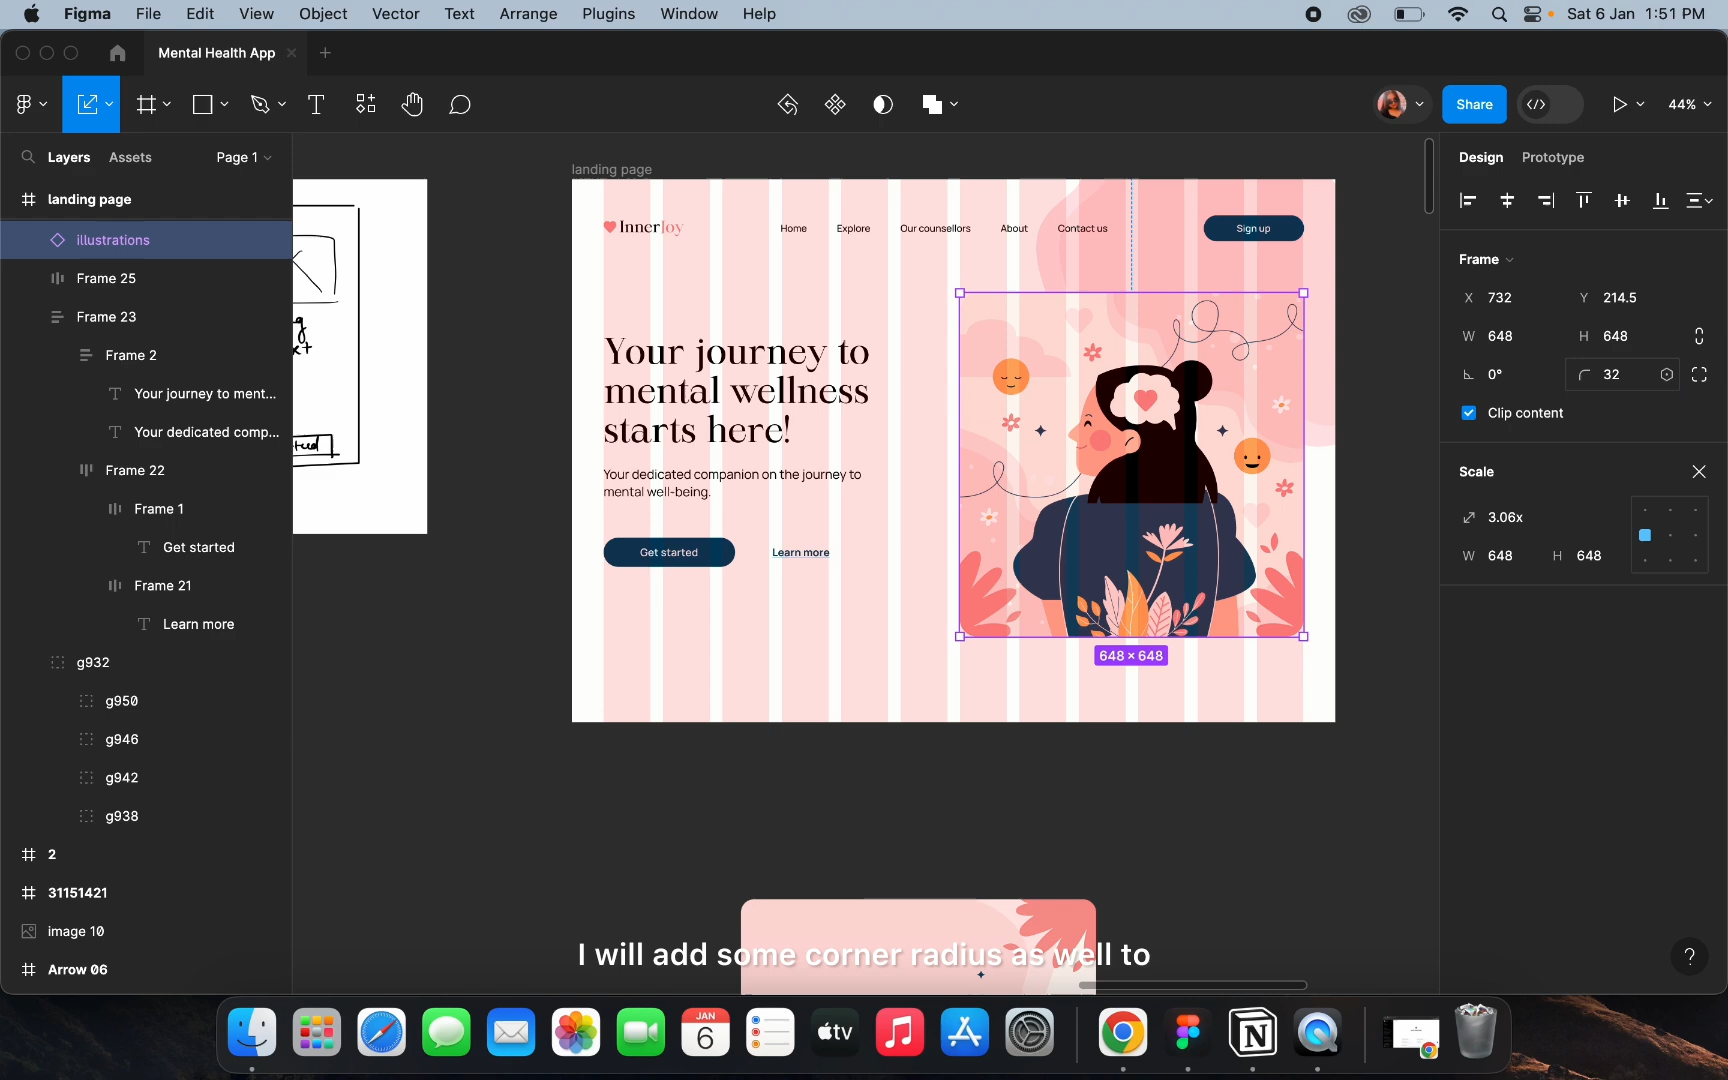 Figma File Edit View Object Vector Text Arrange Plugins Window Help Sat 6 Jan 1:51 PM
Mental Health App
Share 44%
Layers Assets Page 1
landing page
illustrations
Frame 25
Frame 23
Frame 2
Your journey to ment...
Your dedicated comp...
Frame 22
Frame 1
Get started
Frame 21
Learn more
g932
g950
g946
g942
g938
2
31151421
image 10
Arrow 06
landing page
InnerJoy Home Explore Our counsellors About Contact us Sign up
Your journey to
mental wellness
starts here!
Your dedicated companion on the journey to
mental well-being.
Get started Learn more
648 × 648
Design Prototype
Frame
X 732 Y 214.5
W 648 H 648
0° 32
Clip content
Scale
3.06x
W 648 H 648
I will add some corner radius as well to
?
JAN
6
tv